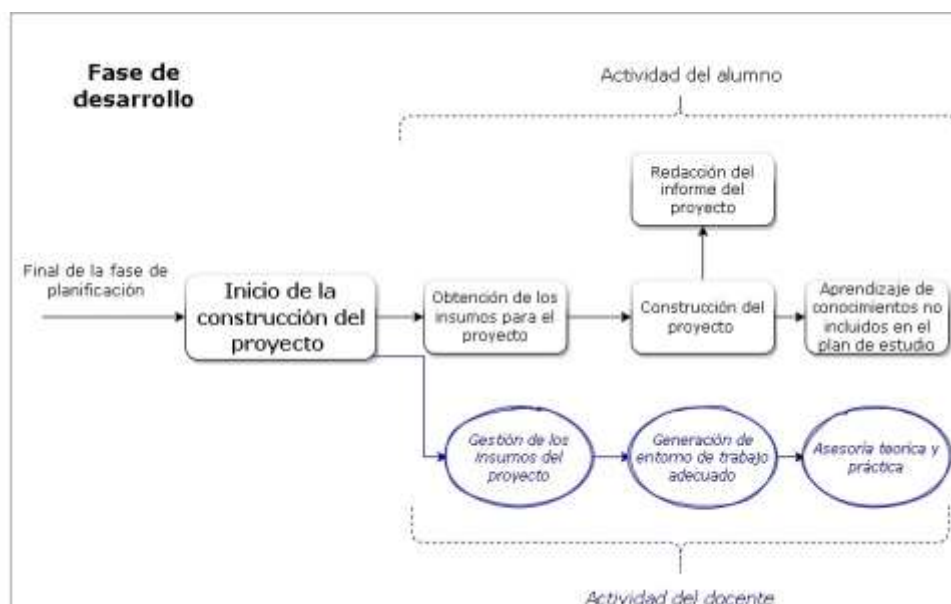 Fase de
desarrollo
Actividad del alumno
Redacción del
informe del
proyecto
Final de la fase de
planificación
Inicio de la
construcción del
proyecto
Obtención de los
insumos para el
proyecto
Construcción del
proyecto
Aprendizaje de
conocimientos no
incluidos en el
plan de estudio
Gestión de los
insumos del
proyecto
Generación de
entorno de trabajo
adecuado
Asesoría teorica y
práctica
Actividad del docente